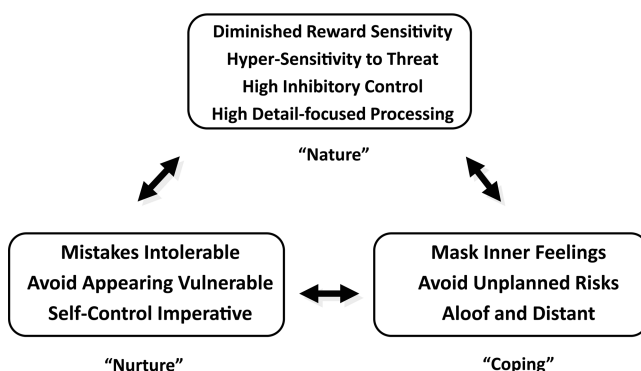 Diminished Reward Sensitivity
Hyper-Sensitivity to Threat
High Inhibitory Control
High Detail-focused Processing
“Nature”
Mistakes Intolerable
Avoid Appearing Vulnerable
Self-Control Imperative
“Nurture”
Mask Inner Feelings
Avoid Unplanned Risks
Aloof and Distant
“Coping”